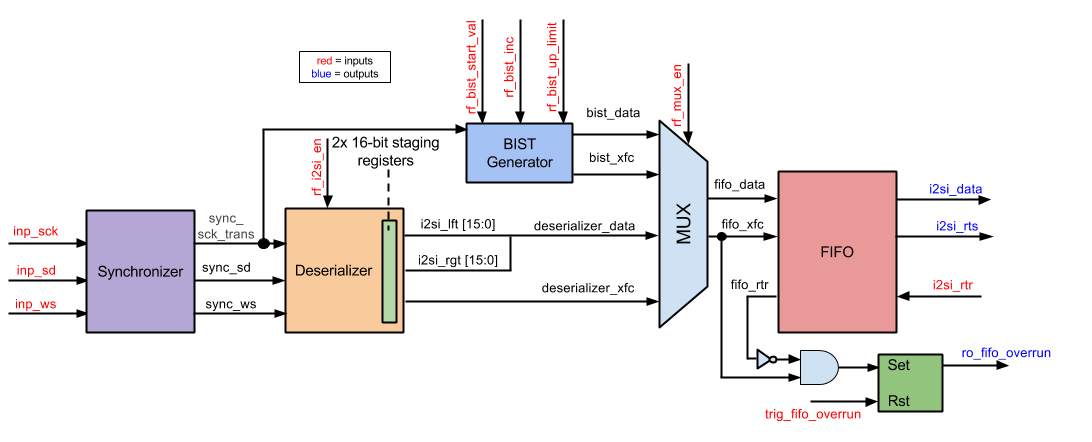 rf_bist_start_val
rf_bist_inc
rf_bist_up_limit
red = inputs
blue = outputs
rf_mux_en
bist_data
2x 16-bit staging
registers
BIST
Generator
rf_i2si_en
bist_xfc
fifo_data
i2si_data
sync_
sck_trans
i2si_lft [15:0]
deserializer_data
MUX
fifo_xfc
i2si_rts
inp_sck
Synchronizer
Deserializer
FIFO
inp_sd
sync_sd
i2si_rgt [15:0]
deserializer_xfc
fifo_rtr
i2si_rtr
inp_ws
sync_ws
ro_fifo_overrun
Set
Rst
trig_fifo_overrun